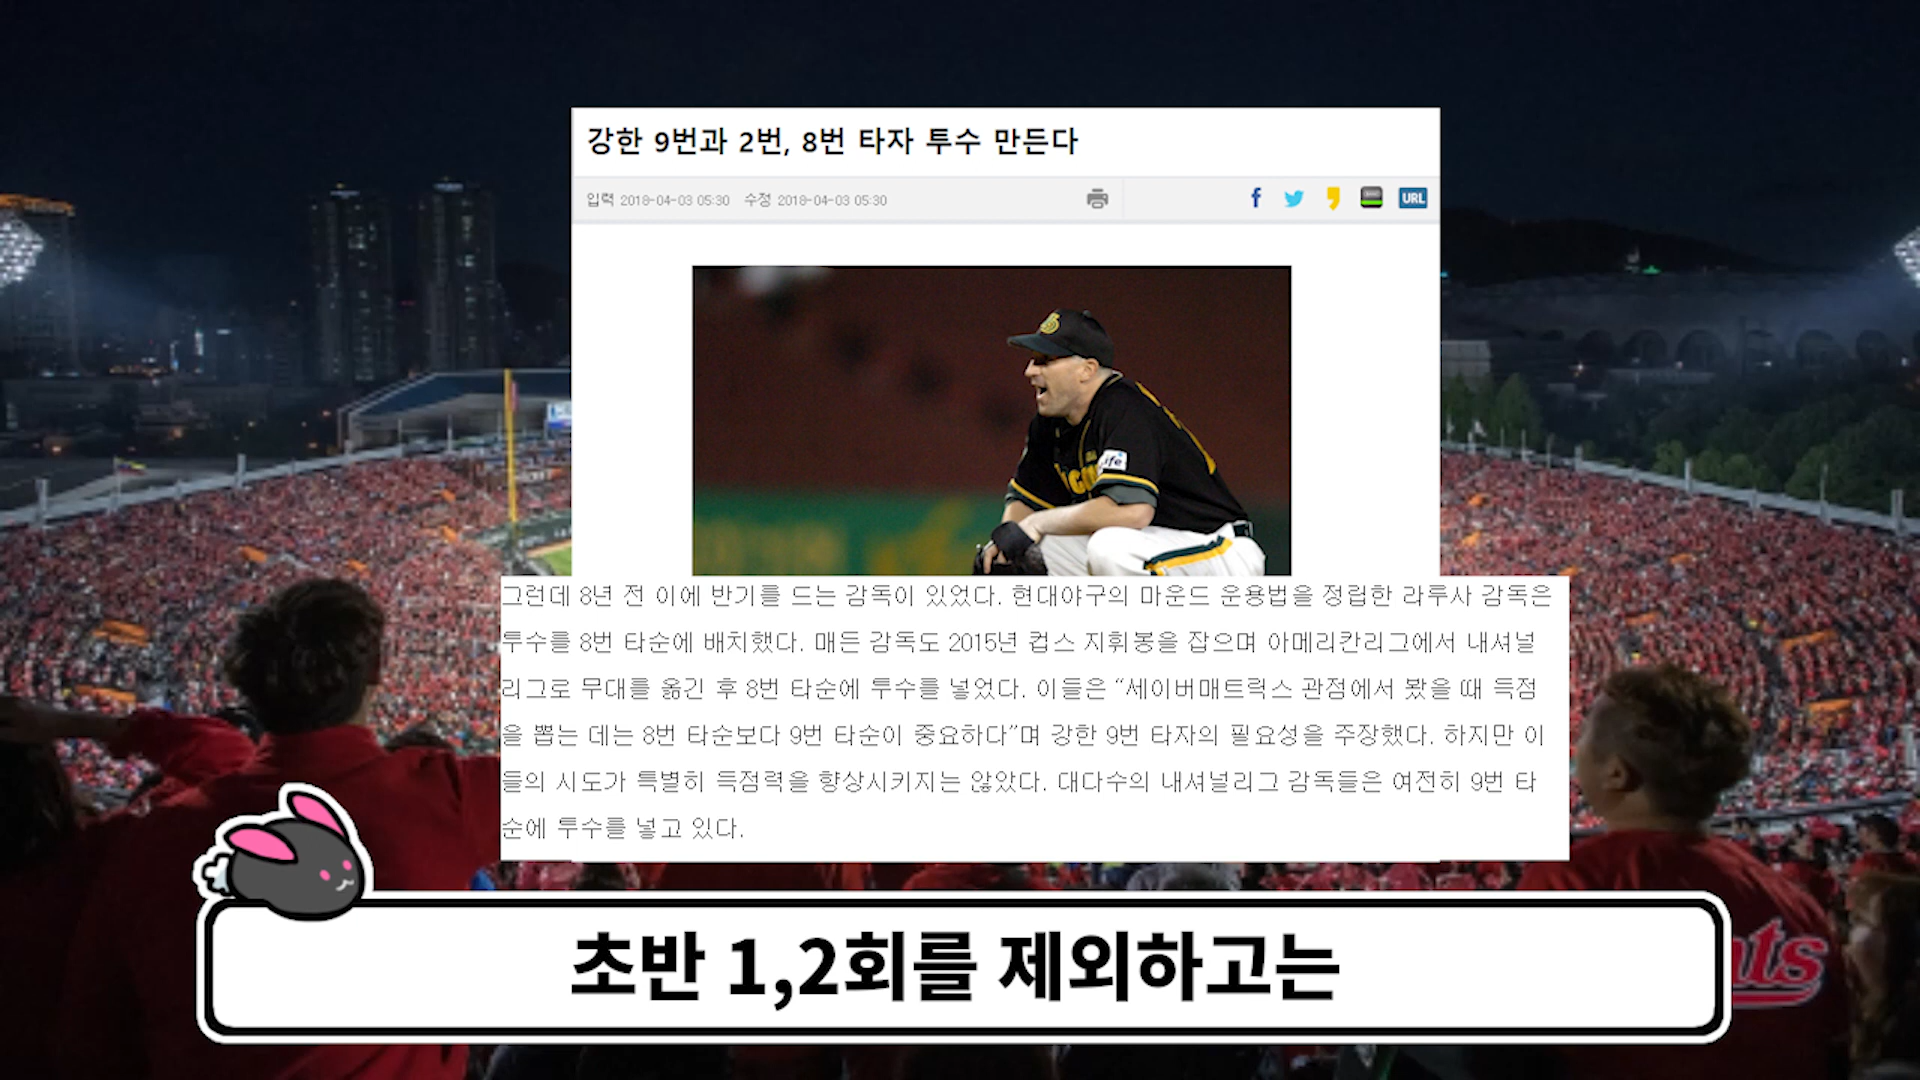 강한 9번과 2번, 8번 타자 투수 만든다
입력 2018-04-03 05:30 수정 2018-04-03 05:30
URL
그런데 8년 전 이에 반기를 드는 감독이 있었다. 현대야구의 마운드 운용법을 정립한 라루사 감독은
투수를 8번 타순에 배치했다. 매든 감독도 2015년 컵스 지휘봉을 잡으며 아메리칸리그에서 내셔널
리그로 무대를 옮긴 후 8번 타순에 투수를 넣었다. 이들은 “세이버매트릭스 관점에서 봤을 때 득점
을 뽑는 데는 8번 타순보다 9번 타순이 중요하다”며 강한 9번 타자의 필요성을 주장했다. 하지만 이
들의 시도가 특별히 득점력을 향상시키지는 않았다. 대다수의 내셔널리그 감독들은 여전히 9번 타
순에 투수를 넣고 있다.
초반 1,2회를 제외하고는